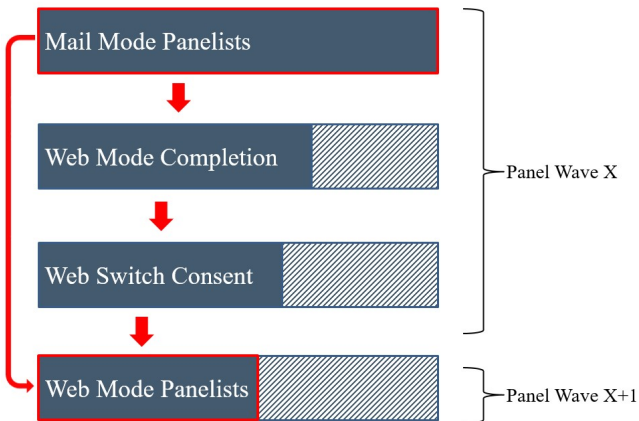 Mail Mode Panelists
Web Mode Completion
Panel Wave X
Web Switch Consent
Web Mode Panelists
Panel Wave X+1